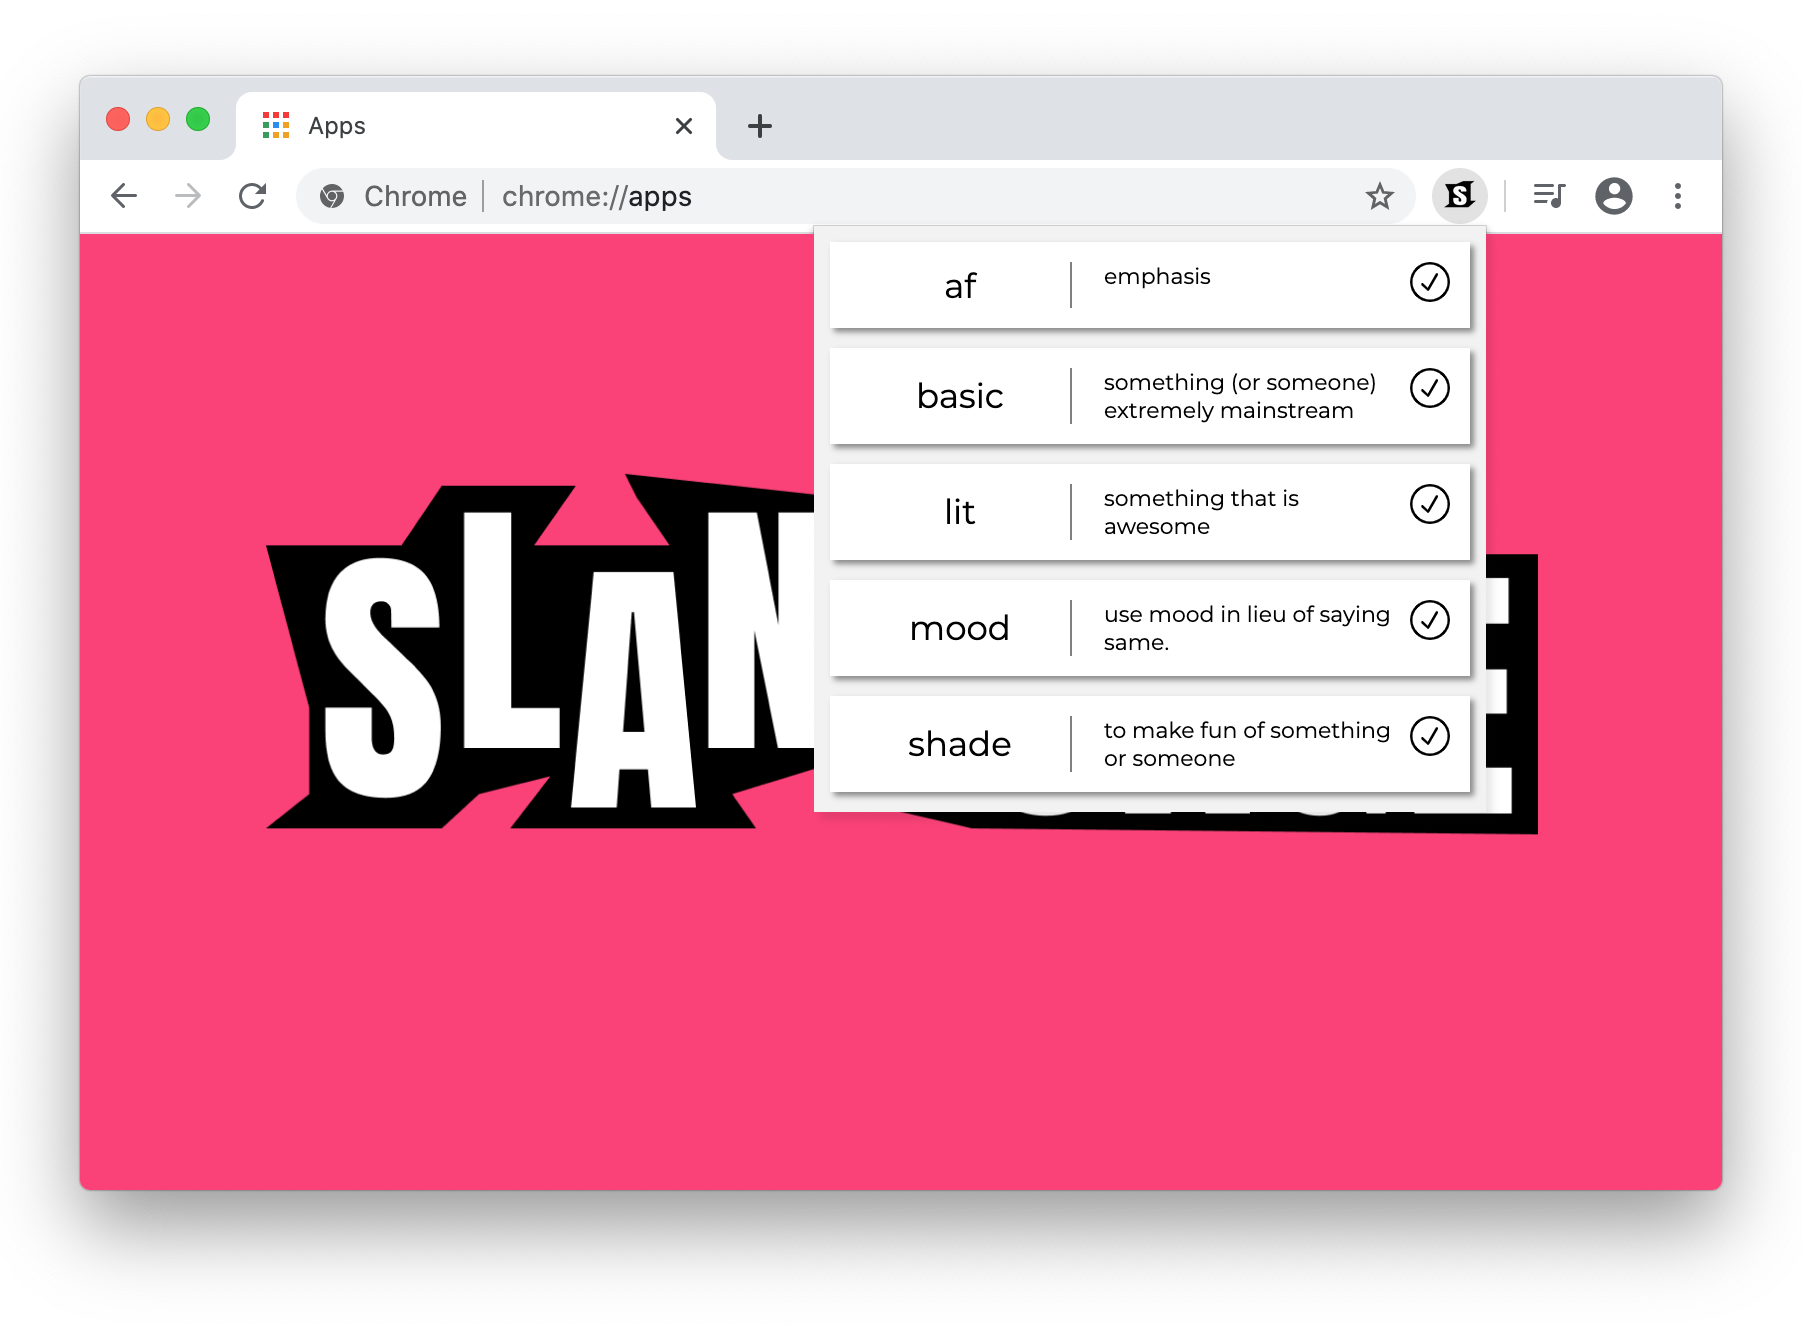 Apps
Chrome | chrome://apps
S
af
emphasis
basic
something (or someone)
extremely mainstream
lit
something that is
awesome
mood
use mood in lieu of saying
same.
shade
to make fun of something
or someone